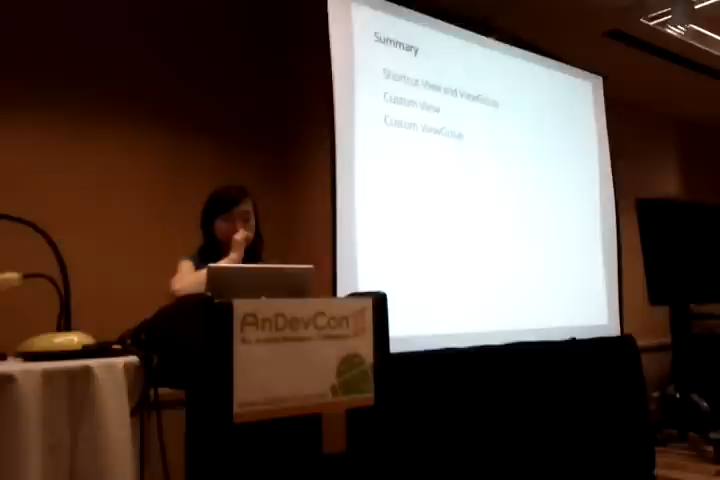 Summary
Shortcut View and ViewGroup
Custom View
Custom ViewGroup
AnDevCon